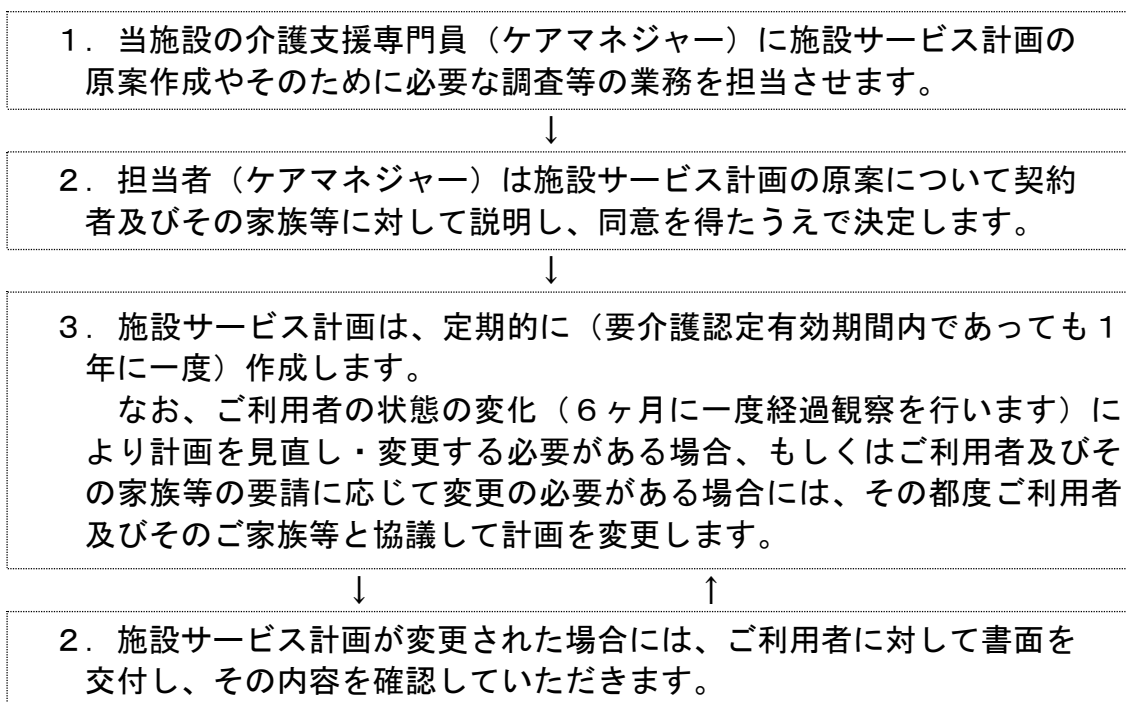 １．当施設の介護支援専門員（ケアマネジャー）に施設サービス計画の
原案作成やそのために必要な調査等の業務を担当させます。
↓
２．担当者（ケアマネジャー）は施設サービス計画の原案について契約
者及びその家族等に対して説明し、同意を得たうえで決定します。
↓
３．施設サービス計画は、定期的に（要介護認定有効期間内であっても１
年に一度）作成します。
なお、ご利用者の状態の変化（６ヶ月に一度経過観察を行います）に
より計画を見直し・変更する必要がある場合、もしくはご利用者及びそ
の家族等の要請に応じて変更の必要がある場合には、その都度ご利用者
及びそのご家族等と協議して計画を変更します。
↓ ↑
２．施設サービス計画が変更された場合には、ご利用者に対して書面を
交付し、その内容を確認していただきます。